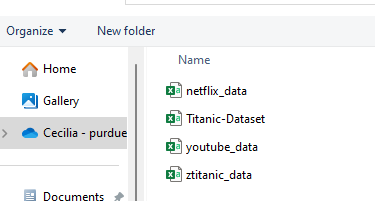 Organize New folder
Name
Home
Gallery
Cecilia - purdue
Documents
netflix_data
Titanic-Dataset
youtube_data
ztitanic_data